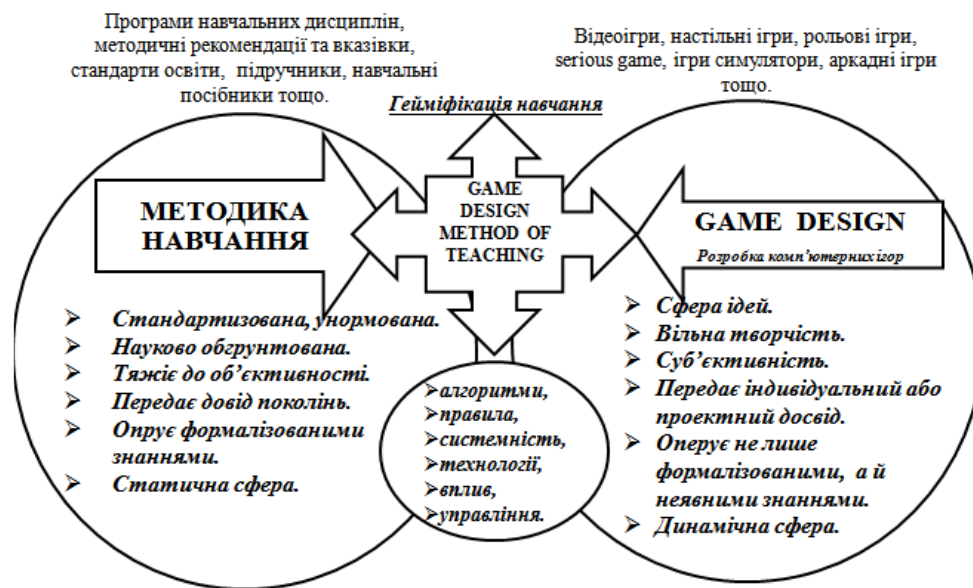 Програми навчальних дисциплін,
методичні рекомендації та вказівки,
стандарти освіти, підручники, навчальні
посібники тощо.
Відеоігри, настільні ігри, рольові ігри,
serious game, ігри симулятори, аркадні ігри
тощо.
Гейміфікація навчання
МЕТОДИКА
НАВЧАННЯ
GAME
DESIGN
METHOD OF
TEACHING
GAME DESIGN
Розробка комп’ютерних ігор
➢ Стандартизована, унормована.
➢ Науково обгрунтована.
➢ Тяжіє до об’єктивності.
➢ Передає довід поколінь.
➢ Опрує формалізованими
знаннями.
➢ Статична сфера.
➢алгоритми,
➢правила,
➢системність,
➢технології,
➢вплив,
➢управління.
➢ Сфера ідей.
➢ Вільна творчість.
➢ Суб’єктивність.
➢ Передає індивідуальний або
проектний досвід.
➢ Оперує не лише
формалізованими, а й
неявними знаннями.
➢ Динамічна сфера.